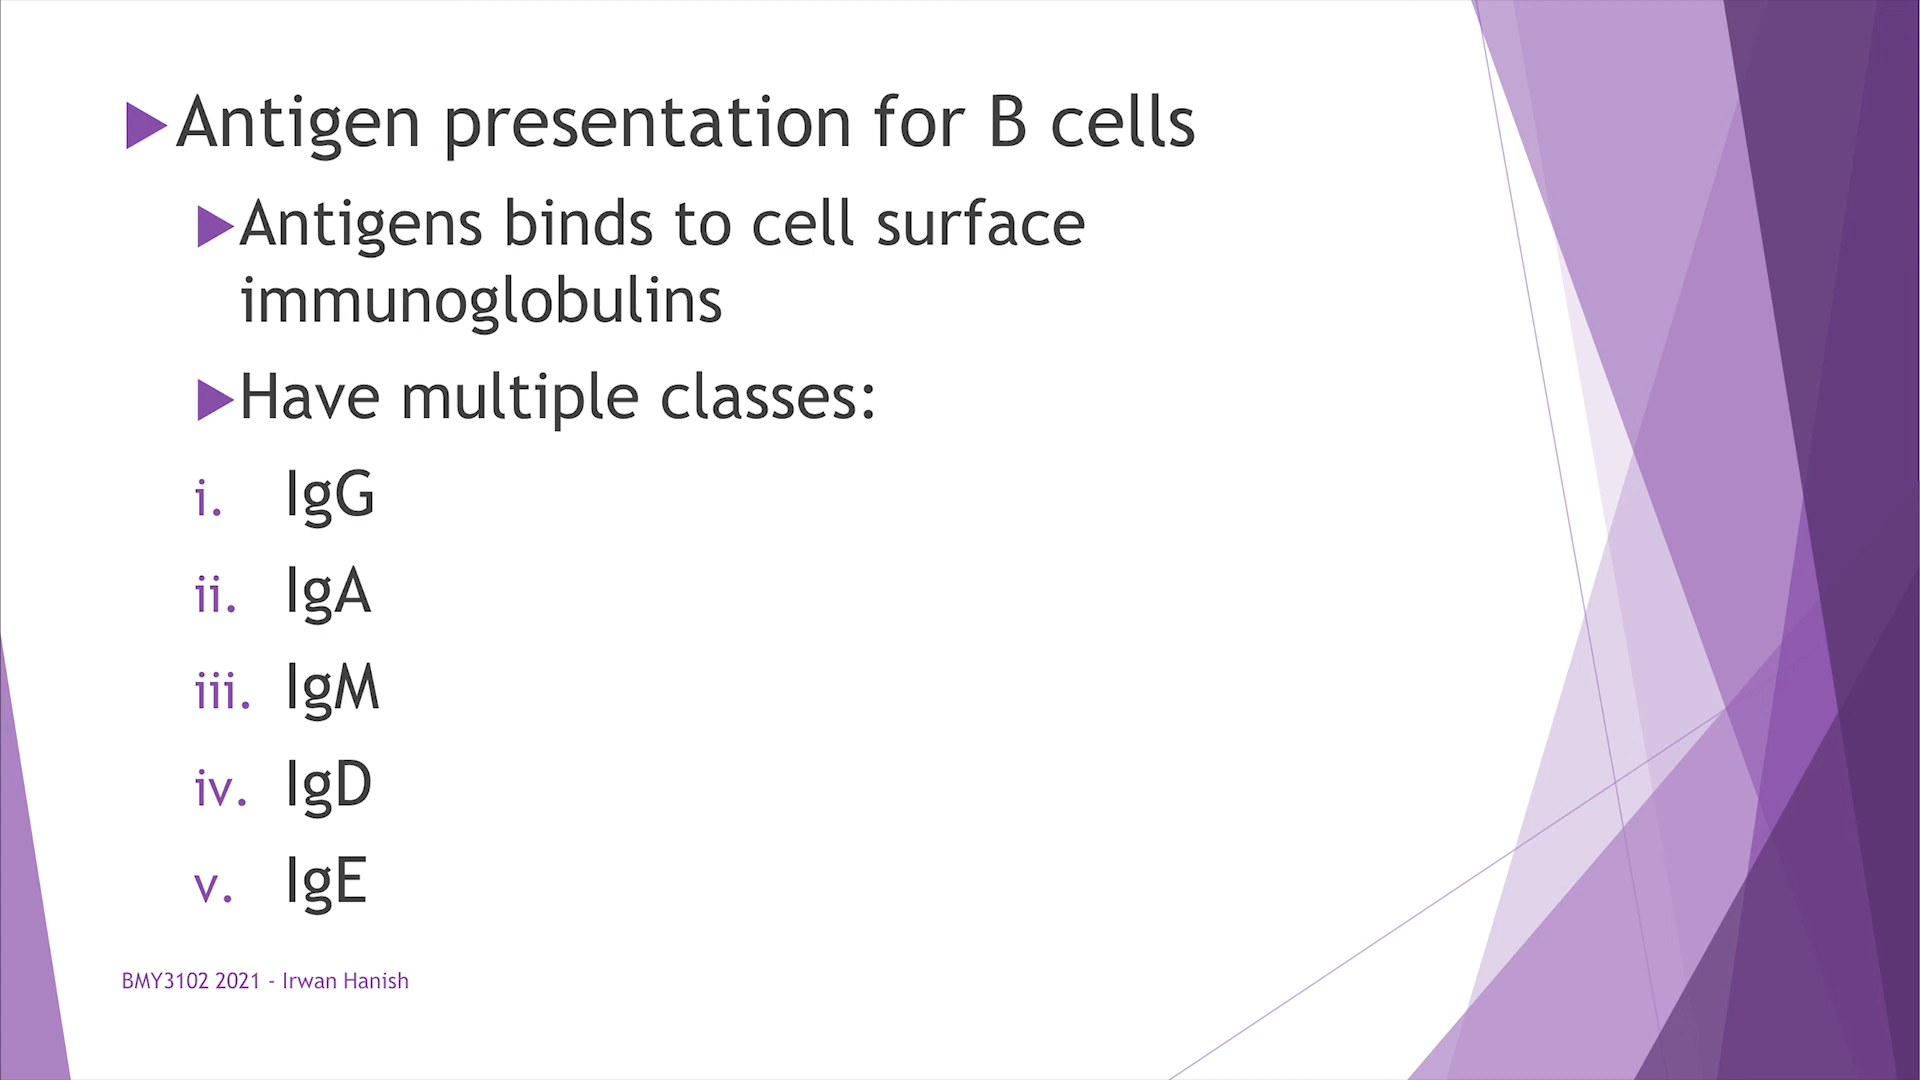 Antigen presentation for B cells
Antigens binds to cell surface
immunoglobulins
Have multiple classes:
i. IgG
ii. IgA
iii. IgM
iv. IgD
v. IgE
BMY3102 2021 - Irwan Hanish